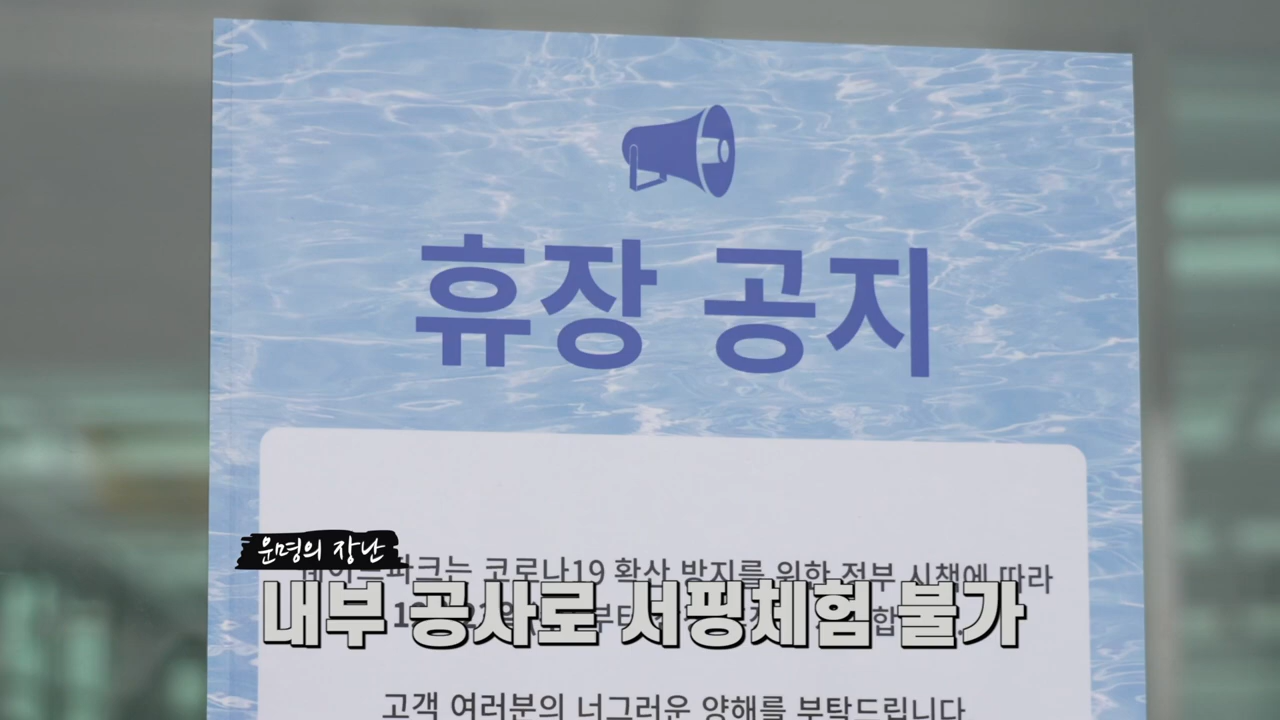 휴장 공지
운명의 장난
코로나19 확산 방지를 위한 정부 시책에 따라
내부 공사로 서핑체험 불가
고객 여러분의 너그러운 양해를 부탁드립니다